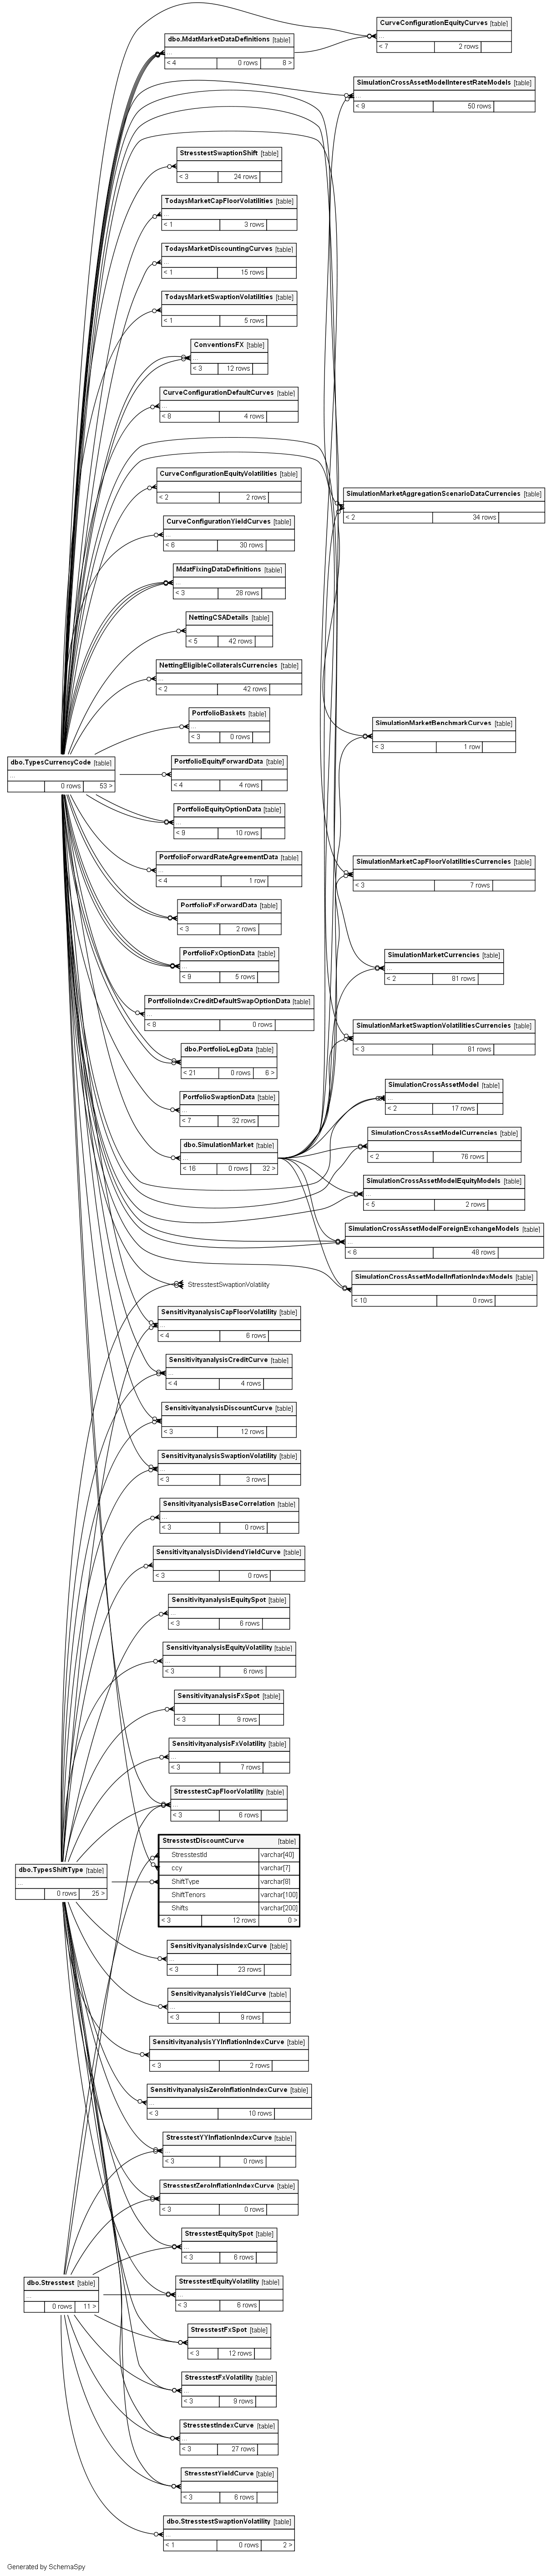 CurveConfigurationEquityCurves [table]
...
< 7 2 rows
dbo.MdatMarketDataDefinitions [table]
...
< 4 0 rows 8 >
SimulationCrossAssetModelInterestRateModels [table]
...
< 9 50 rows
StresstestSwaptionShift [table]
...
< 3 24 rows
TodaysMarketCapFloorVolatilities [table]
...
< 1 3 rows
TodaysMarketDiscountingCurves [table]
...
< 1 15 rows
TodaysMarketSwaptionVolatilities [table]
...
< 1 5 rows
ConventionsFX [table]
...
< 3 12 rows
CurveConfigurationDefaultCurves [table]
...
< 8 4 rows
CurveConfigurationEquityVolatilities [table]
...
< 2 2 rows
SimulationMarketAggregationScenarioDataCurrencies [table]
...
< 2 34 rows
CurveConfigurationYieldCurves [table]
...
< 6 30 rows
MdatFixingDataDefinitions [table]
...
< 3 28 rows
NettingCSADetails [table]
...
< 5 42 rows
NettingEligibleCollateralsCurrencies [table]
...
< 2 42 rows
PortfolioBaskets [table]
...
< 3 0 rows
SimulationMarketBenchmarkCurves [table]
...
< 3 1 row
dbo.TypesCurrencyCode [table]
...
0 rows 53 >
PortfolioEquityForwardData [table]
...
< 4 4 rows
PortfolioEquityOptionData [table]
...
< 9 10 rows
PortfolioForwardRateAgreementData [table]
...
< 4 1 row
SimulationMarketCapFloorVolatilitiesCurrencies [table]
...
< 3 7 rows
PortfolioFxForwardData [table]
...
< 3 2 rows
PortfolioFxOptionData [table]
...
< 9 5 rows
SimulationMarketCurrencies [table]
...
< 2 81 rows
PortfolioIndexCreditDefaultSwapOptionData [table]
...
< 8 0 rows
SimulationMarketSwaptionVolatilitiesCurrencies [table]
...
< 3 81 rows
dbo.PortfolioLegData [table]
...
< 21 0 rows 6 >
PortfolioSwaptionData [table]
...
< 7 32 rows
SimulationCrossAssetModel [table]
...
< 2 17 rows
dbo.SimulationMarket [table]
...
< 16 0 rows 32 >
SimulationCrossAssetModelCurrencies [table]
...
< 2 76 rows
SimulationCrossAssetModelEquityModels [table]
...
< 5 2 rows
SimulationCrossAssetModelForeignExchangeModels [table]
...
< 6 48 rows
StresstestSwaptionVolatility
SimulationCrossAssetModelInflationIndexModels [table]
...
< 10 0 rows
SensitivityanalysisCapFloorVolatility [table]
...
< 4 6 rows
SensitivityanalysisCreditCurve [table]
...
< 4 4 rows
SensitivityanalysisDiscountCurve [table]
...
< 3 12 rows
SensitivityanalysisSwaptionVolatility [table]
...
< 3 3 rows
SensitivityanalysisBaseCorrelation [table]
...
< 3 0 rows
SensitivityanalysisDividendYieldCurve [table]
...
< 3 0 rows
SensitivityanalysisEquitySpot [table]
...
< 3 6 rows
SensitivityanalysisEquityVolatility [table]
...
< 3 6 rows
SensitivityanalysisFxSpot [table]
...
< 3 9 rows
SensitivityanalysisFxVolatility [table]
...
< 3 7 rows
StresstestCapFloorVolatility [table]
...
< 3 6 rows
StresstestDiscountCurve [table]
StresstestId varchar[40]
ccy varchar[7]
ShiftType varchar[8]
ShiftTenors varchar[100]
Shifts varchar[200]
< 3 12 rows 0 >
dbo.TypesShiftType [table]
...
0 rows 25 >
SensitivityanalysisIndexCurve [table]
...
< 3 23 rows
SensitivityanalysisYieldCurve [table]
...
< 3 9 rows
SensitivityanalysisYYInflationIndexCurve [table]
...
< 3 2 rows
SensitivityanalysisZeroInflationIndexCurve [table]
...
< 3 10 rows
StresstestYYInflationIndexCurve [table]
...
< 3 0 rows
StresstestZeroInflationIndexCurve [table]
...
< 3 0 rows
StresstestEquitySpot [table]
...
< 3 6 rows
dbo.Stresstest [table]
...
0 rows 11 >
StresstestEquityVolatility [table]
...
< 3 6 rows
StresstestFxSpot [table]
...
< 3 12 rows
StresstestFxVolatility [table]
...
< 3 9 rows
StresstestIndexCurve [table]
...
< 3 27 rows
StresstestYieldCurve [table]
...
< 3 6 rows
dbo.StresstestSwaptionVolatility [table]
...
< 1 0 rows 2 >
Generated by SchemaSpy